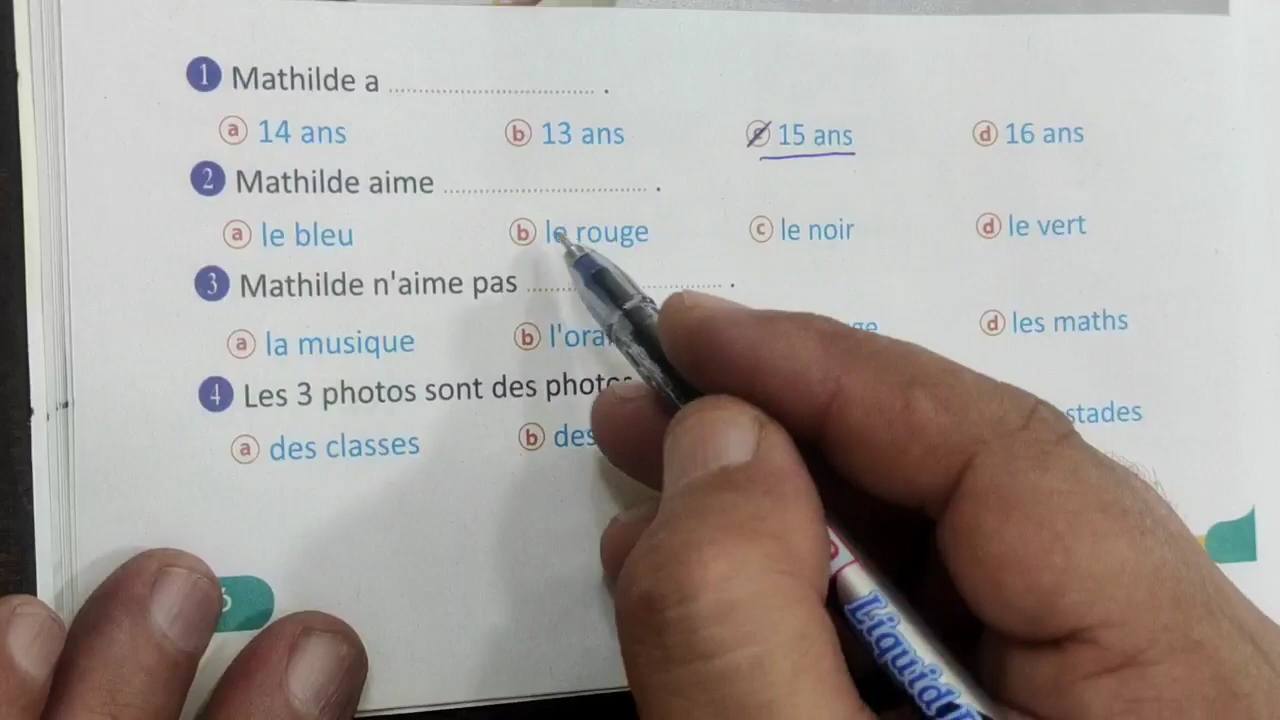 1 Mathilde a ............................... .
a 14 ans b 13 ans c 15 ans d 16 ans
2 Mathilde aime ............................... .
a le bleu b le rouge c le noir d le vert
3 Mathilde n'aime pas ............................... .
a la musique b d les maths
4 Les 3 photos sont des
a des classes b des stades
Liquid